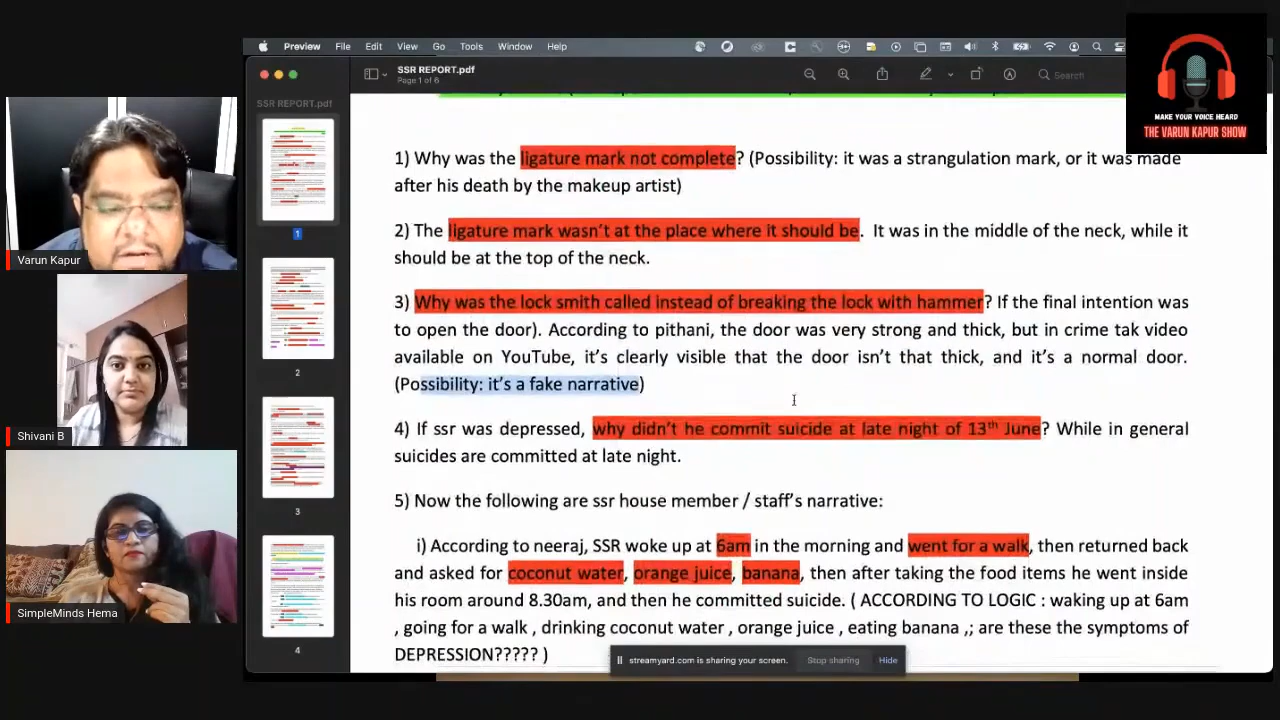 Preview File Edit View Go Tools Window Help
SSR REPORT.pdf
Page 1 of 6
Search
MAKE YOUR VOICE HEARD
THE VARUN KAPUR SHOW
SSR REPORT.pdf
1
2
3
4
1) Why was the ligature mark not complete? (Possibility: it was a strangulation mark, or it was made
after his death by the makeup artist)
2) The ligature mark wasn't at the place where it should be. It was in the middle of the neck, while it
should be at the top of the neck.
3) Why was the lock smith called instead of breaking the lock with hammer? If the final intention was
to open the door). According to pithani the door was very strong and thick, but in crime tak video
available on YouTube, it's clearly visible that the door isn't that thick, and it's a normal door.
(Possibility: it's a fake narrative)
4) If ssr was depressed, why didn't he commit suicide at late night of 13th June? While in general
suicides are committed at late night.
5) Now the following are ssr house member / staff's narrative:
i) According to neeraj, SSR woke up at 6am in the morning and went for walk, then returned back
and asked for coconut water, orange juice, banana, then after taking the food items he went inside
his room around and then he committed suicide. ( ACCORDING TO LOGIC : waking up at 6am
, going for a walk , drinking coconut water , orange juice , eating banana ,; are these the symptoms of
DEPRESSION????? )
streamyard.com is sharing your screen.
Stop sharing
Hide
Varun Kapur
Shivani B
SimpleMinds Hema